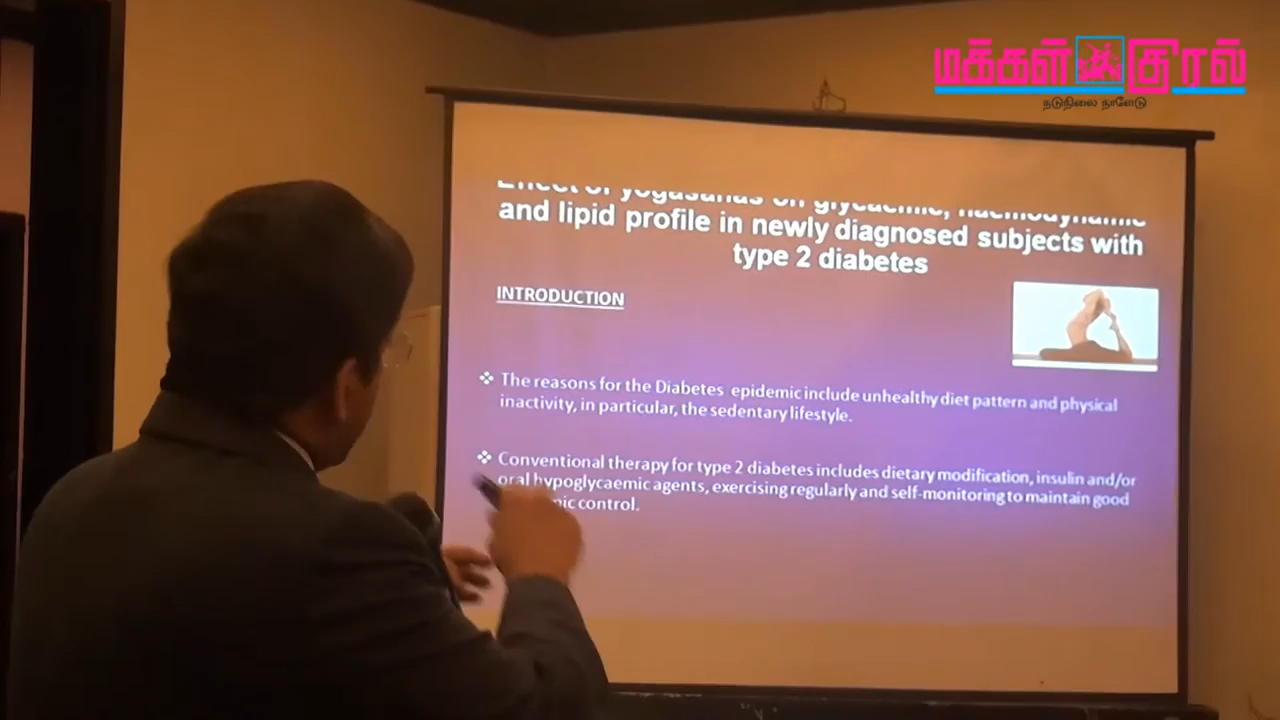 மக்கள் குரல்
நடுநிலை நாளேடு
Effect of yogasanas on glycaemic, haemodynamic
and lipid profile in newly diagnosed subjects with
type 2 diabetes
INTRODUCTION
The reasons for the Diabetes epidemic include unhealthy diet pattern and physical
inactivity, in particular, the sedentary lifestyle.
Conventional therapy for type 2 diabetes includes dietary modification, insulin and/or
oral hypoglycaemic agents, exercising regularly and self-monitoring to maintain good
control.